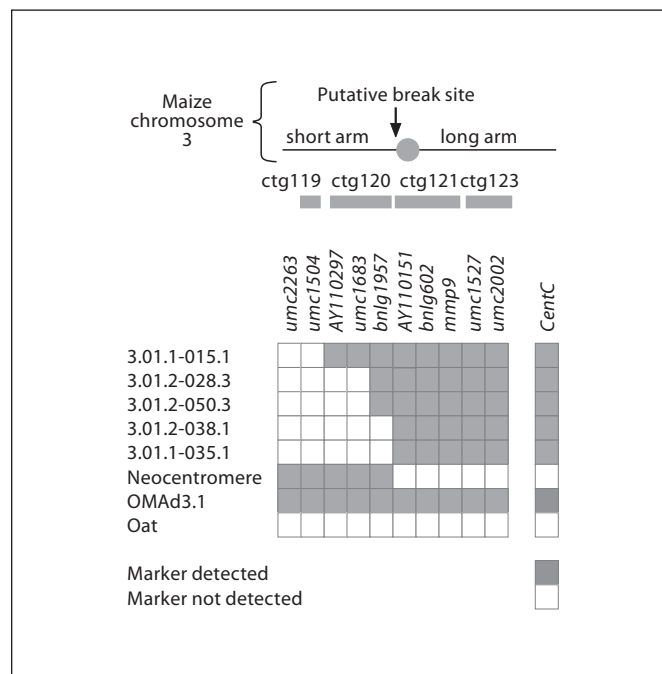 Putative break site
Maize
chromosome
3
short arm
long arm
ctg119 ctg120 ctg121 ctg123
umc2263
umc1504
AY110297
umc1683
bnlg1957
AY110151
bnlg602
mmp9
umc1527
umc2002
CentC
3.01.1-015.1
3.01.2-028.3
3.01.2-050.3
3.01.2-038.1
3.01.1-035.1
Neocentromere
OMAd3.1
Oat
Marker detected
Marker not detected